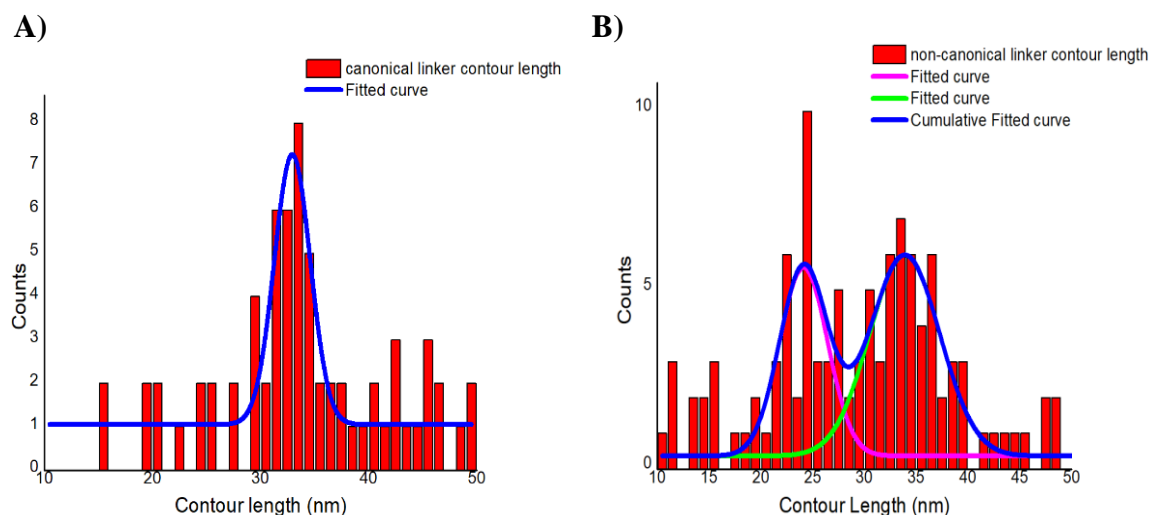 A)
canonical linker contour length
Fitted curve
8
7
6
5
4
3
2
1
0
Counts
10 20 30 40 50
Contour length (nm)
B)
non-canonical linker contour length
Fitted curve
Fitted curve
Cumulative Fitted curve
10
5
0
Counts
10 15 20 25 30 35 40 45 50
Contour Length (nm)